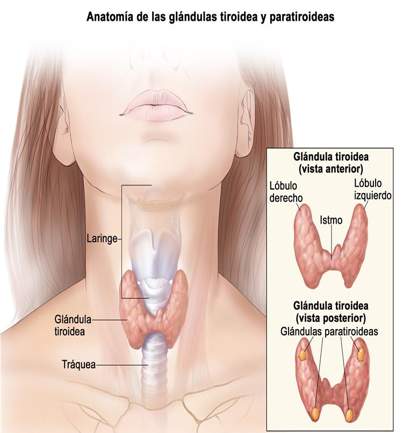 Anatomía de las glándulas tiroidea y paratiroideas
Laringe
Glándula
tiroidea
Tráquea
Glándula tiroidea
(vista anterior)
Lóbulo
derecho
Lóbulo
izquierdo
Istmo
Glándula tiroidea
(vista posterior)
Glándulas paratiroideas